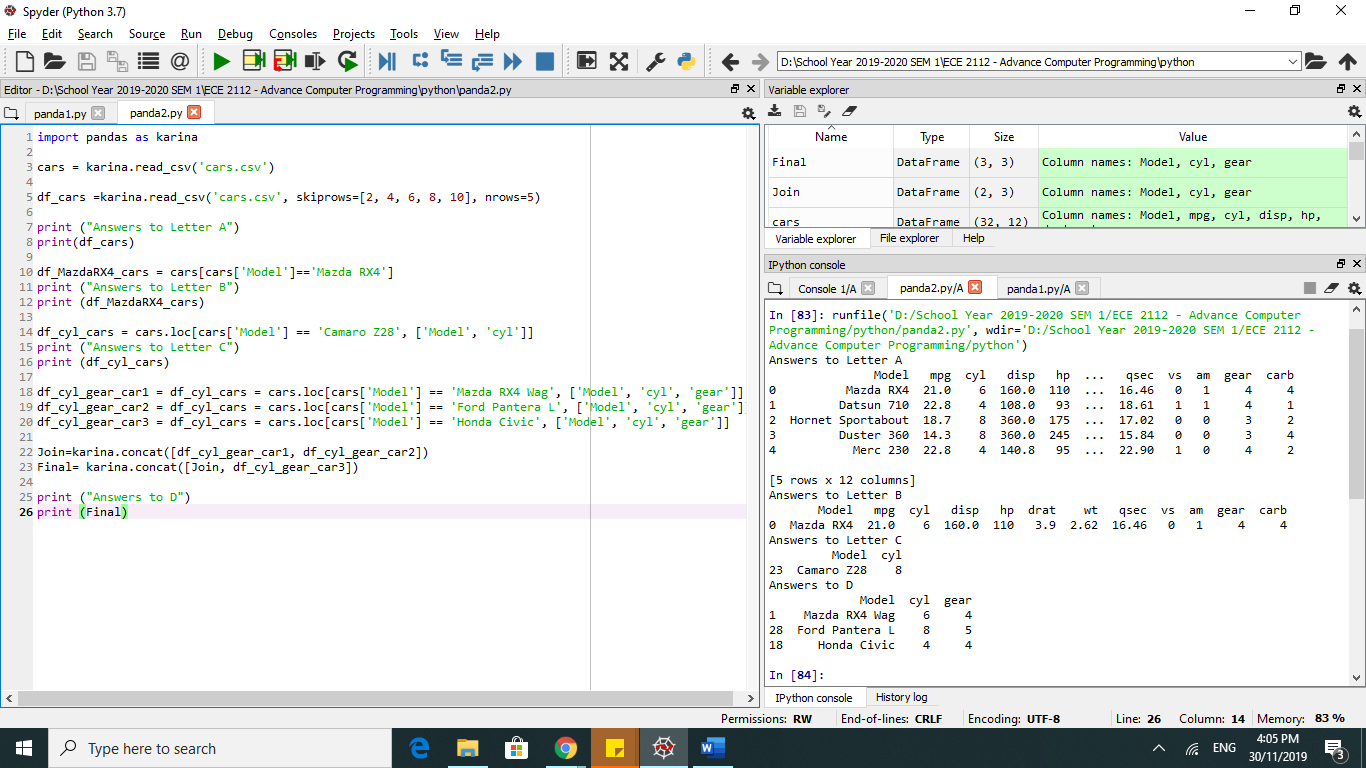 Spyder (Python 3.7)
File Edit Search Source Run Debug Consoles Projects Tools View Help
D:\School Year 2019-2020 SEM 1\ECE 2112 - Advance Computer Programming\python
Editor - D:\School Year 2019-2020 SEM 1\ECE 2112 - Advance Computer Programming\python\panda2.py
panda1.py panda2.py
1 import pandas as karina
2
3 cars = karina.read_csv('cars.csv')
4
5 df_cars =karina.read_csv('cars.csv', skiprows=[2, 4, 6, 8, 10], nrows=5)
6
7 print ("Answers to Letter A")
8 print(df_cars)
9
10 df_MazdaRX4_cars = cars[cars['Model']=='Mazda RX4']
11 print ("Answers to Letter B")
12 print (df_MazdaRX4_cars)
13
14 df_cyl_cars = cars.loc[cars['Model'] == 'Camaro Z28', ['Model', 'cyl']]
15 print ("Answers to Letter C")
16 print (df_cyl_cars)
17
18 df_cyl_gear_car1 = df_cyl_cars = cars.loc[cars['Model'] == 'Mazda RX4 Wag', ['Model', 'cyl', 'gear']]
19 df_cyl_gear_car2 = df_cyl_cars = cars.loc[cars['Model'] == 'Ford Pantera L', ['Model', 'cyl', 'gear']
20 df_cyl_gear_car3 = df_cyl_cars = cars.loc[cars['Model'] == 'Honda Civic', ['Model', 'cyl', 'gear']]
21
22 Join=karina.concat([df_cyl_gear_car1, df_cyl_gear_car2])
23 Final= karina.concat([Join, df_cyl_gear_car3])
24
25 print ("Answers to D")
26 print (Final)
Variable explorer
Name Type Size Value
Final DataFrame (3, 3) Column names: Model, cyl, gear
Join DataFrame (2, 3) Column names: Model, cyl, gear
cars DataFrame (32, 12) Column names: Model, mpg, cyl, disp, hp,
Variable explorer File explorer Help
IPython console
Console 1/A panda2.py/A panda1.py/A
In [83]: runfile('D:/School Year 2019-2020 SEM 1/ECE 2112 - Advance Computer
Programming/python/panda2.py', wdir='D:/School Year 2019-2020 SEM 1/ECE 2112 -
Advance Computer Programming/python')
Answers to Letter A
Model mpg cyl disp hp ... qsec vs am gear carb
0 Mazda RX4 21.0 6 160.0 110 ... 16.46 0 1 4 4
1 Datsun 710 22.8 4 108.0 93 ... 18.61 1 1 4 1
2 Hornet Sportabout 18.7 8 360.0 175 ... 17.02 0 0 3 2
3 Duster 360 14.3 8 360.0 245 ... 15.84 0 0 3 4
4 Merc 230 22.8 4 140.8 95 ... 22.90 1 0 4 2
[5 rows x 12 columns]
Answers to Letter B
Model mpg cyl disp hp drat wt qsec vs am gear carb
0 Mazda RX4 21.0 6 160.0 110 3.9 2.62 16.46 0 1 4 4
Answers to Letter C
Model cyl
23 Camaro Z28 8
Answers to D
Model cyl gear
1 Mazda RX4 Wag 6 4
28 Ford Pantera L 8 5
18 Honda Civic 4 4
In [84]:
IPython console History log
Permissions: RW End-of-lines: CRLF Encoding: UTF-8 Line: 26 Column: 14 Memory: 83 %
Type here to search
ENG
4:05 PM
30/11/2019
3